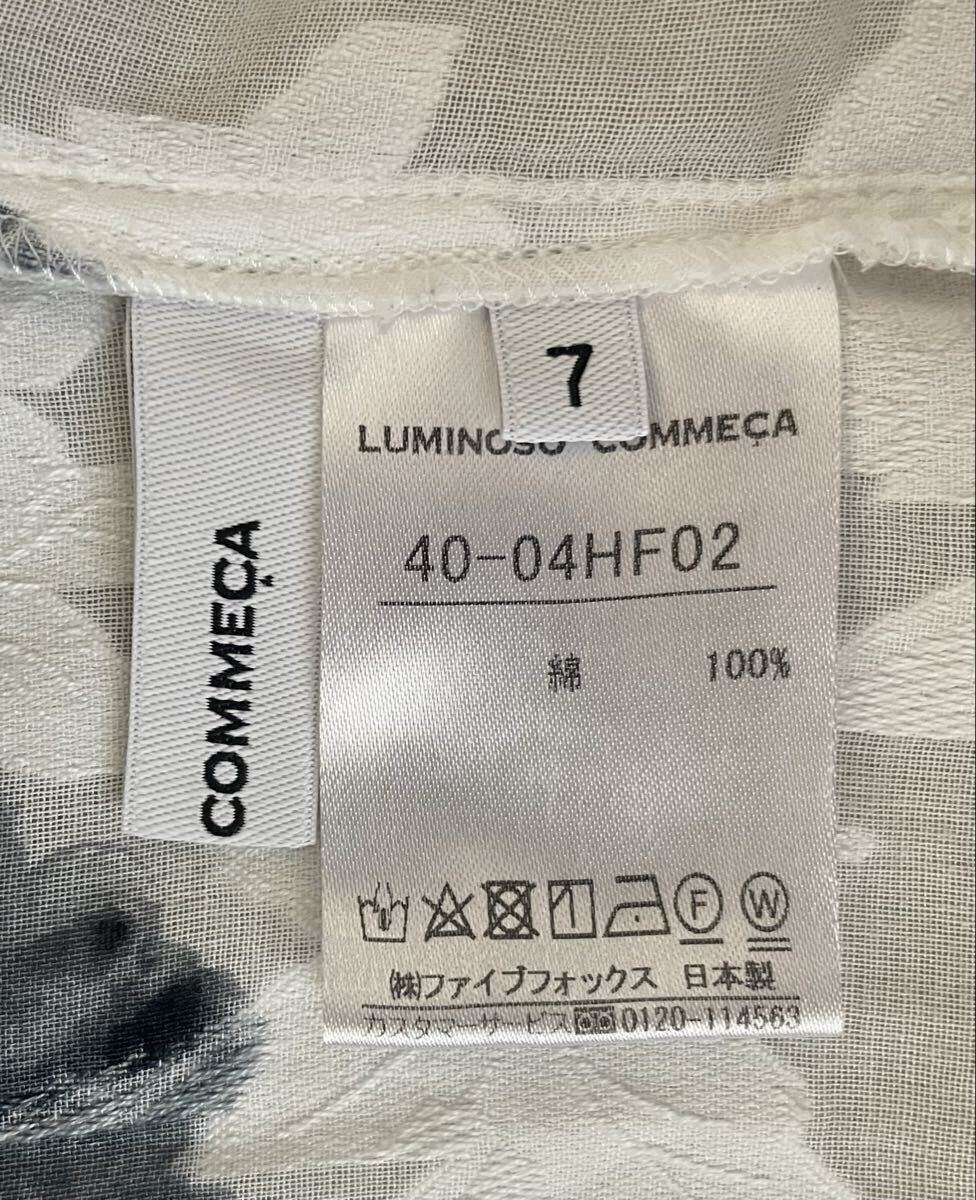 COMMEÇA
7
LUMINOSO COMMEÇA
40-04HF02
綿 100%
F W
(株)ファイブフォックス 日本製
カスタマーサービス 0120-114563